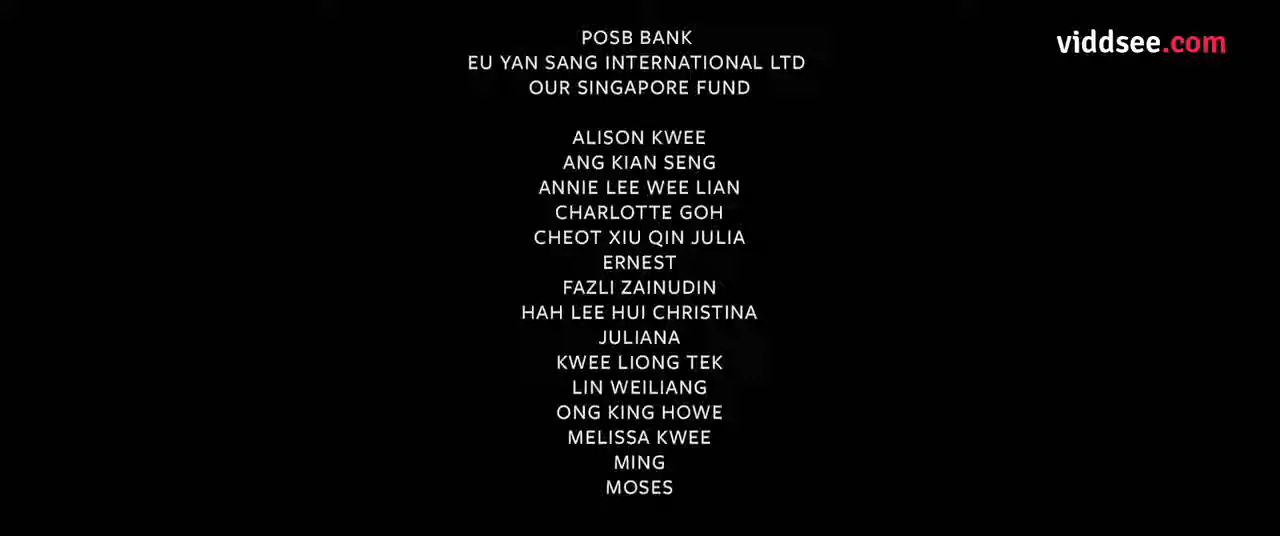 POSB BANK
viddsee.com
EU YAN SANG INTERNATIONAL LTD
OUR SINGAPORE FUND
ALISON KWEE
ANG KIAN SENG
ANNIE LEE WEE LIAN
CHARLOTTE GOH
CHEOT XIU QIN JULIA
ERNEST
FAZLI ZAINUDIN
HAH LEE HUI CHRISTINA
JULIANA
KWEE LIONG TEK
LIN WEILIANG
ONG KING HOWE
MELISSA KWEE
MING
MOSES